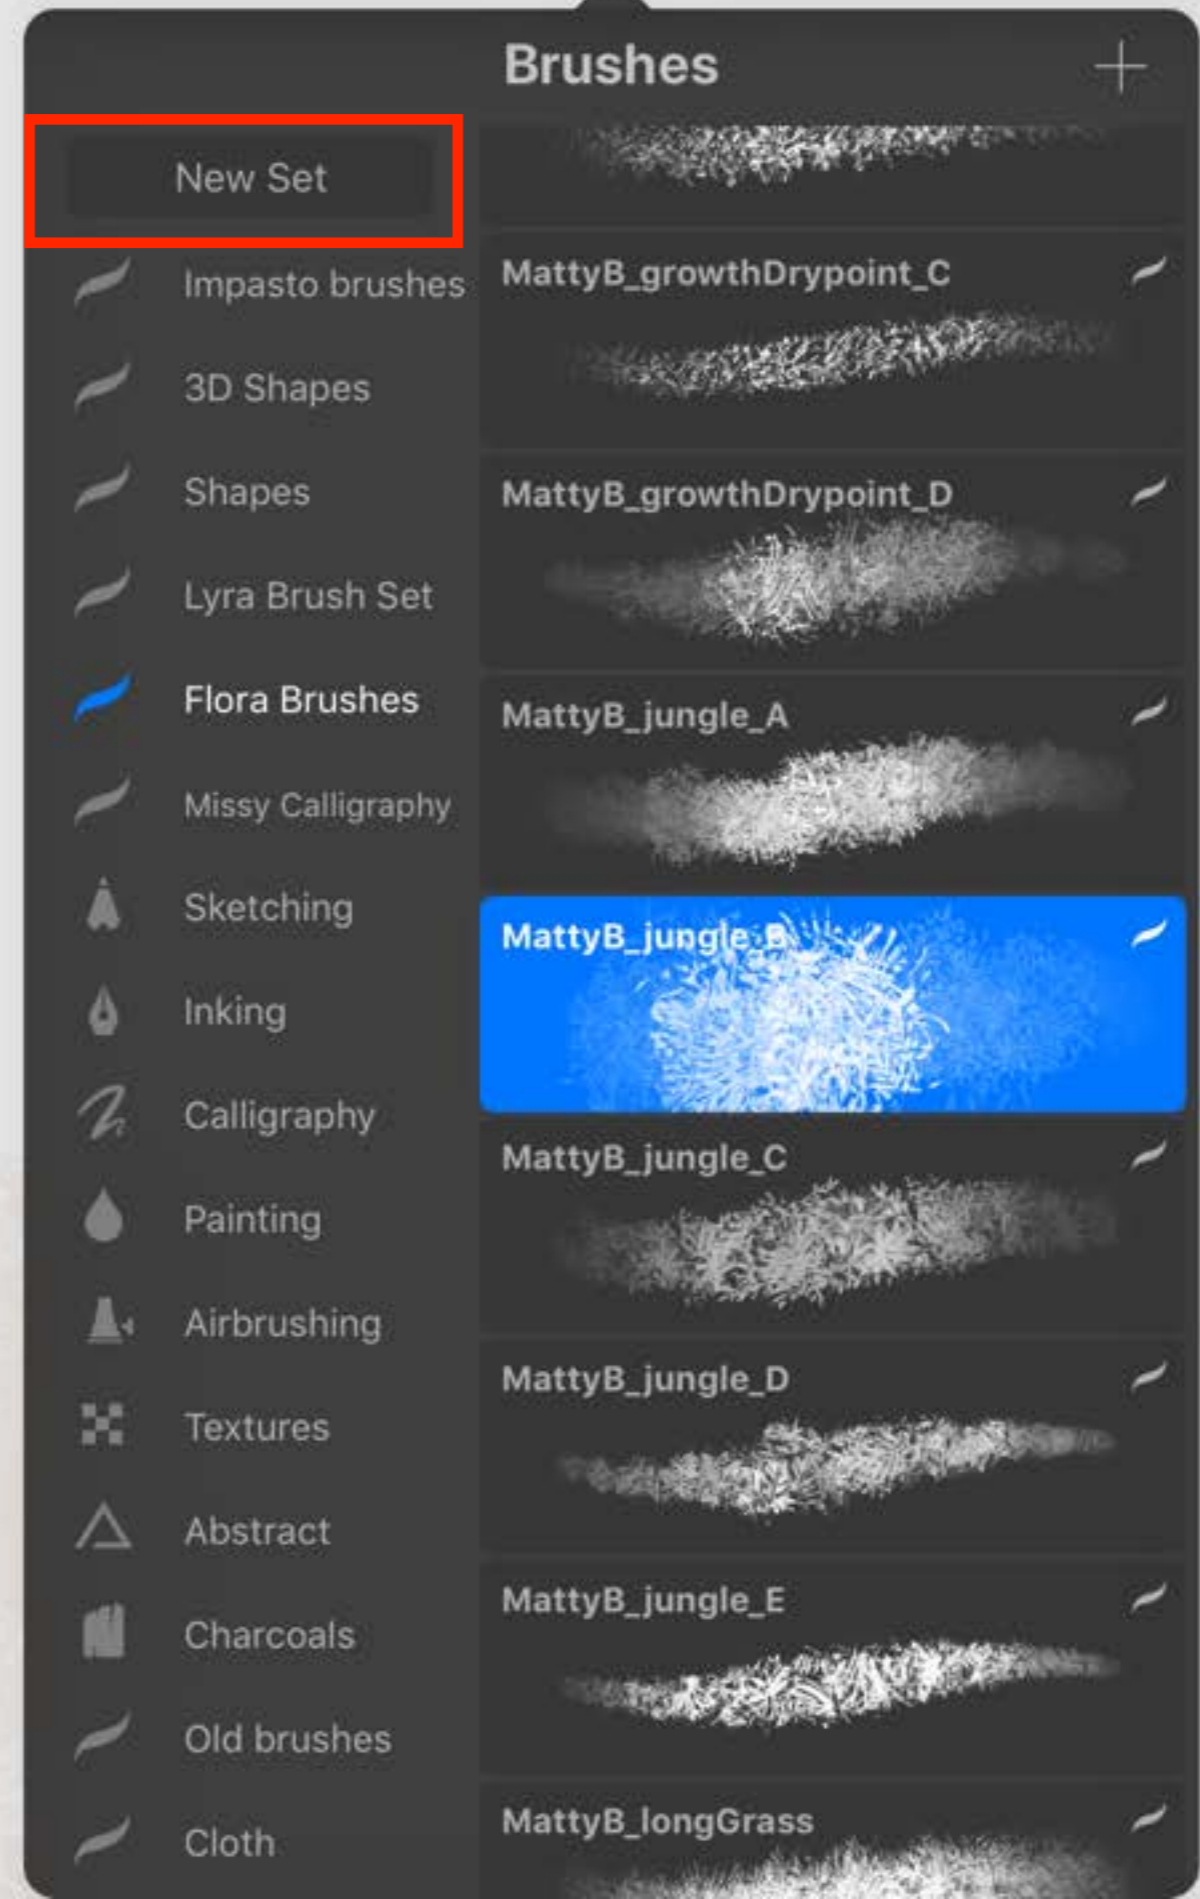 Brushes
New Set
Impasto brushes
3D Shapes
Shapes
Lyra Brush Set
Flora Brushes
Missy Calligraphy
Sketching
Inking
Calligraphy
Painting
Airbrushing
Textures
Abstract
Charcoals
Old brushes
Cloth
MattyB_growthDrypoint_C
MattyB_growthDrypoint_D
MattyB_jungle_A
MattyB_jungle_B
MattyB_jungle_C
MattyB_jungle_D
MattyB_jungle_E
MattyB_longGrass